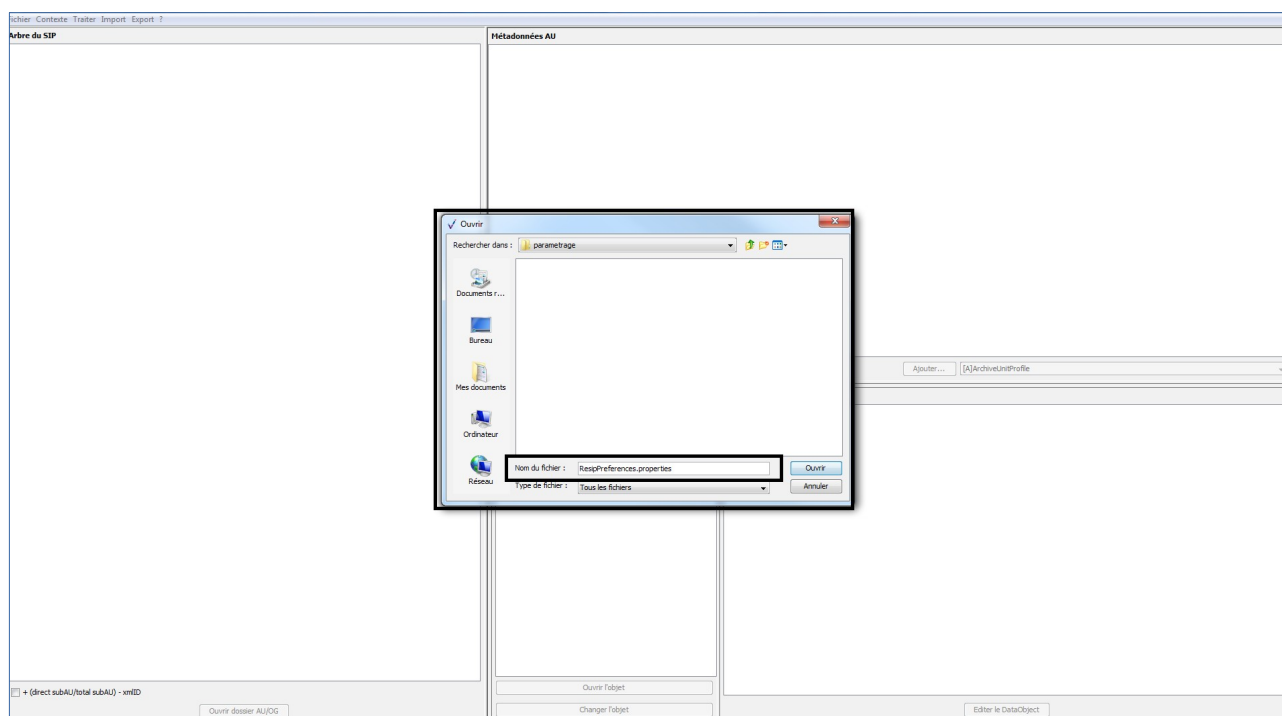 ichier Contexte Traiter Import Export ?
Arbre du SIP
Métadonnées AU
Ouvrir
Rechercher dans : parametrage
Documents r...
Bureau
Mes documents
Ordinateur
Réseau
Nom du fichier : ResipPreferences.properties Ouvrir
Type de fichier : Tous les fichiers Annuler
Ajouter... [A]ArchiveUnitProfile
+ (direct subAU/total subAU) - xmlID
Ouvrir dossier AU/OG
Ouvrir l'objet
Changer l'objet
Editer le DataObject